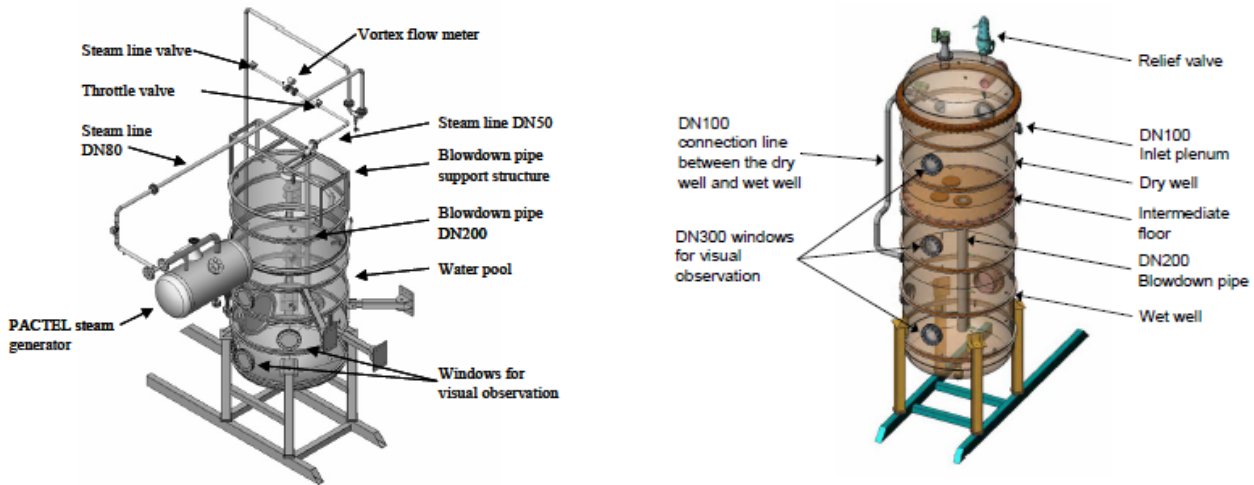 Vortex flow meter
Steam line valve
Throttle valve
Steam line
DN80
Steam line DN50
Blowdown pipe
support structure
Blowdown pipe
DN200
Water pool
PACTEL steam
generator
Windows for
visual observation
Relief valve
DN100
connection line
between the dry
well and wet well
DN100
Inlet plenum
Dry well
Intermediate
floor
DN300 windows
for visual
observation
DN200
Blowdown pipe
Wet well